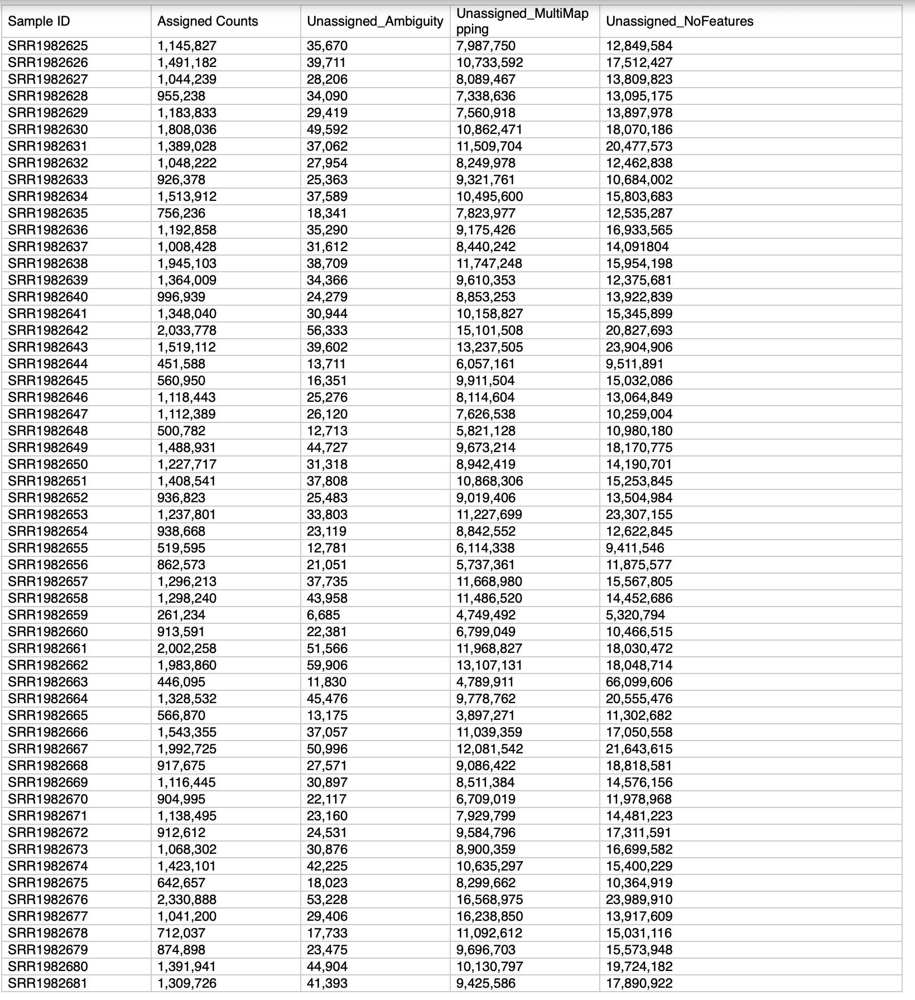 Sample ID Assigned Counts Unassigned_Ambiguity Unassigned_MultiMap
pping Unassigned_NoFeatures
SRR1982625 1,145,827 35,670 7,987,750 12,849,584
SRR1982626 1,491,182 39,711 10,733,592 17,512,427
SRR1982627 1,044,239 28,206 8,089,467 13,809,823
SRR1982628 955,238 34,090 7,338,636 13,095,175
SRR1982629 1,183,833 29,419 7,560,918 13,897,978
SRR1982630 1,808,036 49,592 10,862,471 18,070,186
SRR1982631 1,389,028 37,062 11,509,704 20,477,573
SRR1982632 1,048,222 27,954 8,249,978 12,462,838
SRR1982633 926,378 25,363 9,321,761 10,684,002
SRR1982634 1,513,912 37,589 10,495,600 15,803,683
SRR1982635 756,236 18,341 7,823,977 12,535,287
SRR1982636 1,192,858 35,290 9,175,426 16,933,565
SRR1982637 1,008,428 31,612 8,440,242 14,091804
SRR1982638 1,945,103 38,709 11,747,248 15,954,198
SRR1982639 1,364,009 34,366 9,610,353 12,375,681
SRR1982640 996,939 24,279 8,853,253 13,922,839
SRR1982641 1,348,040 30,944 10,158,827 15,345,899
SRR1982642 2,033,778 56,333 15,101,508 20,827,693
SRR1982643 1,519,112 39,602 13,237,505 23,904,906
SRR1982644 451,588 13,711 6,057,161 9,511,891
SRR1982645 560,950 16,351 9,911,504 15,032,086
SRR1982646 1,118,443 25,276 8,114,604 13,064,849
SRR1982647 1,112,389 26,120 7,626,538 10,259,004
SRR1982648 500,782 12,713 5,821,128 10,980,180
SRR1982649 1,488,931 44,727 9,673,214 18,170,775
SRR1982650 1,227,717 31,318 8,942,419 14,190,701
SRR1982651 1,408,541 37,808 10,868,306 15,253,845
SRR1982652 936,823 25,483 9,019,406 13,504,984
SRR1982653 1,237,801 33,803 11,227,699 23,307,155
SRR1982654 938,668 23,119 8,842,552 12,622,845
SRR1982655 519,595 12,781 6,114,338 9,411,546
SRR1982656 862,573 21,051 5,737,361 11,875,577
SRR1982657 1,296,213 37,735 11,668,980 15,567,805
SRR1982658 1,298,240 43,958 11,486,520 14,452,686
SRR1982659 261,234 6,685 4,749,492 5,320,794
SRR1982660 913,591 22,381 6,799,049 10,466,515
SRR1982661 2,002,258 51,566 11,968,827 18,030,472
SRR1982662 1,983,860 59,906 13,107,131 18,048,714
SRR1982663 446,095 11,830 4,789,911 66,099,606
SRR1982664 1,328,532 45,476 9,778,762 20,555,476
SRR1982665 566,870 13,175 3,897,271 11,302,682
SRR1982666 1,543,355 37,057 11,039,359 17,050,558
SRR1982667 1,992,725 50,996 12,081,542 21,643,615
SRR1982668 917,675 27,571 9,086,422 18,818,581
SRR1982669 1,116,445 30,897 8,511,384 14,576,156
SRR1982670 904,995 22,117 6,709,019 11,978,968
SRR1982671 1,138,495 23,160 7,929,799 14,481,223
SRR1982672 912,612 24,531 9,584,796 17,311,591
SRR1982673 1,068,302 30,876 8,900,359 16,699,582
SRR1982674 1,423,101 42,225 10,635,297 15,400,229
SRR1982675 642,657 18,023 8,299,662 10,364,919
SRR1982676 2,330,888 53,228 16,568,975 23,989,910
SRR1982677 1,041,200 29,406 16,238,850 13,917,609
SRR1982678 712,037 17,733 11,092,612 15,031,116
SRR1982679 874,898 23,475 9,696,703 15,573,948
SRR1982680 1,391,941 44,904 10,130,797 19,724,182
SRR1982681 1,309,726 41,393 9,425,586 17,890,922